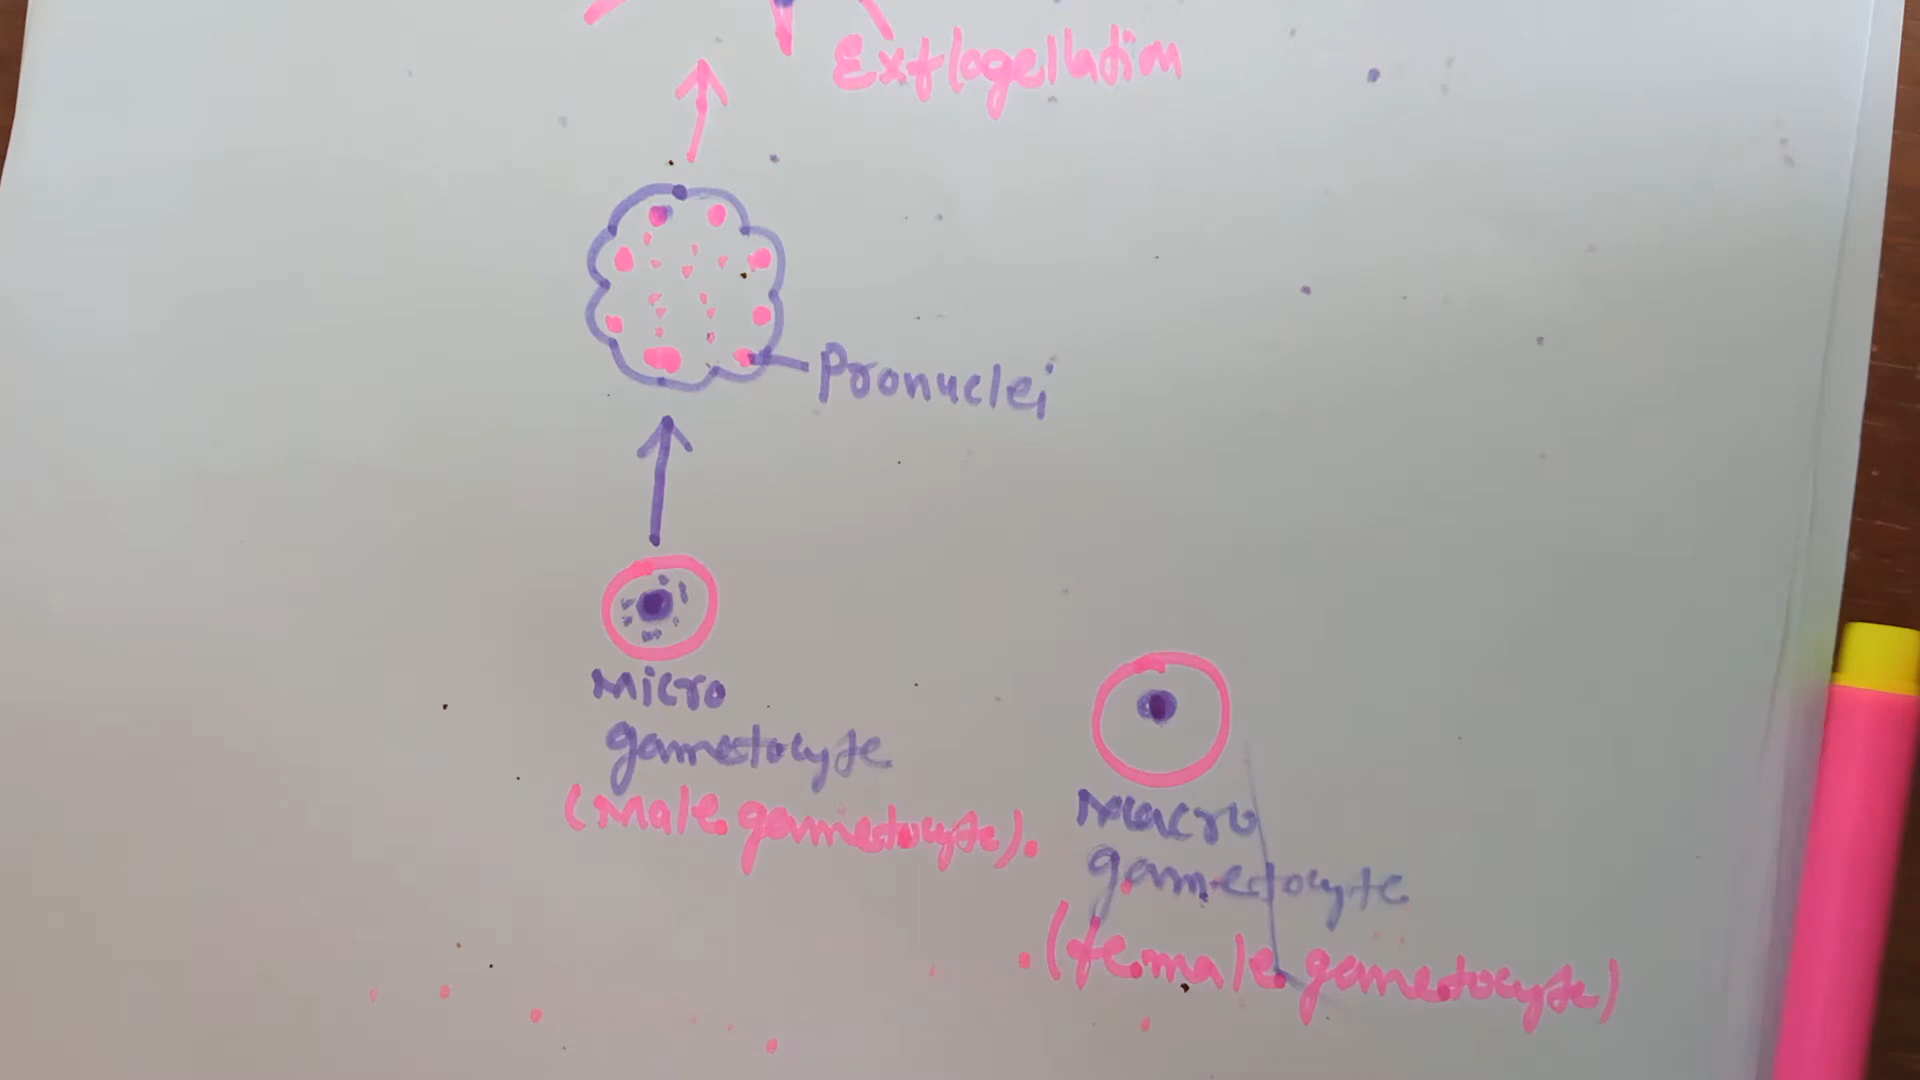 Exflagellation
Pronuclei
Micro
gametocyte
(Male gametocyte).
Macro
gametocyte
(female gametocyte)